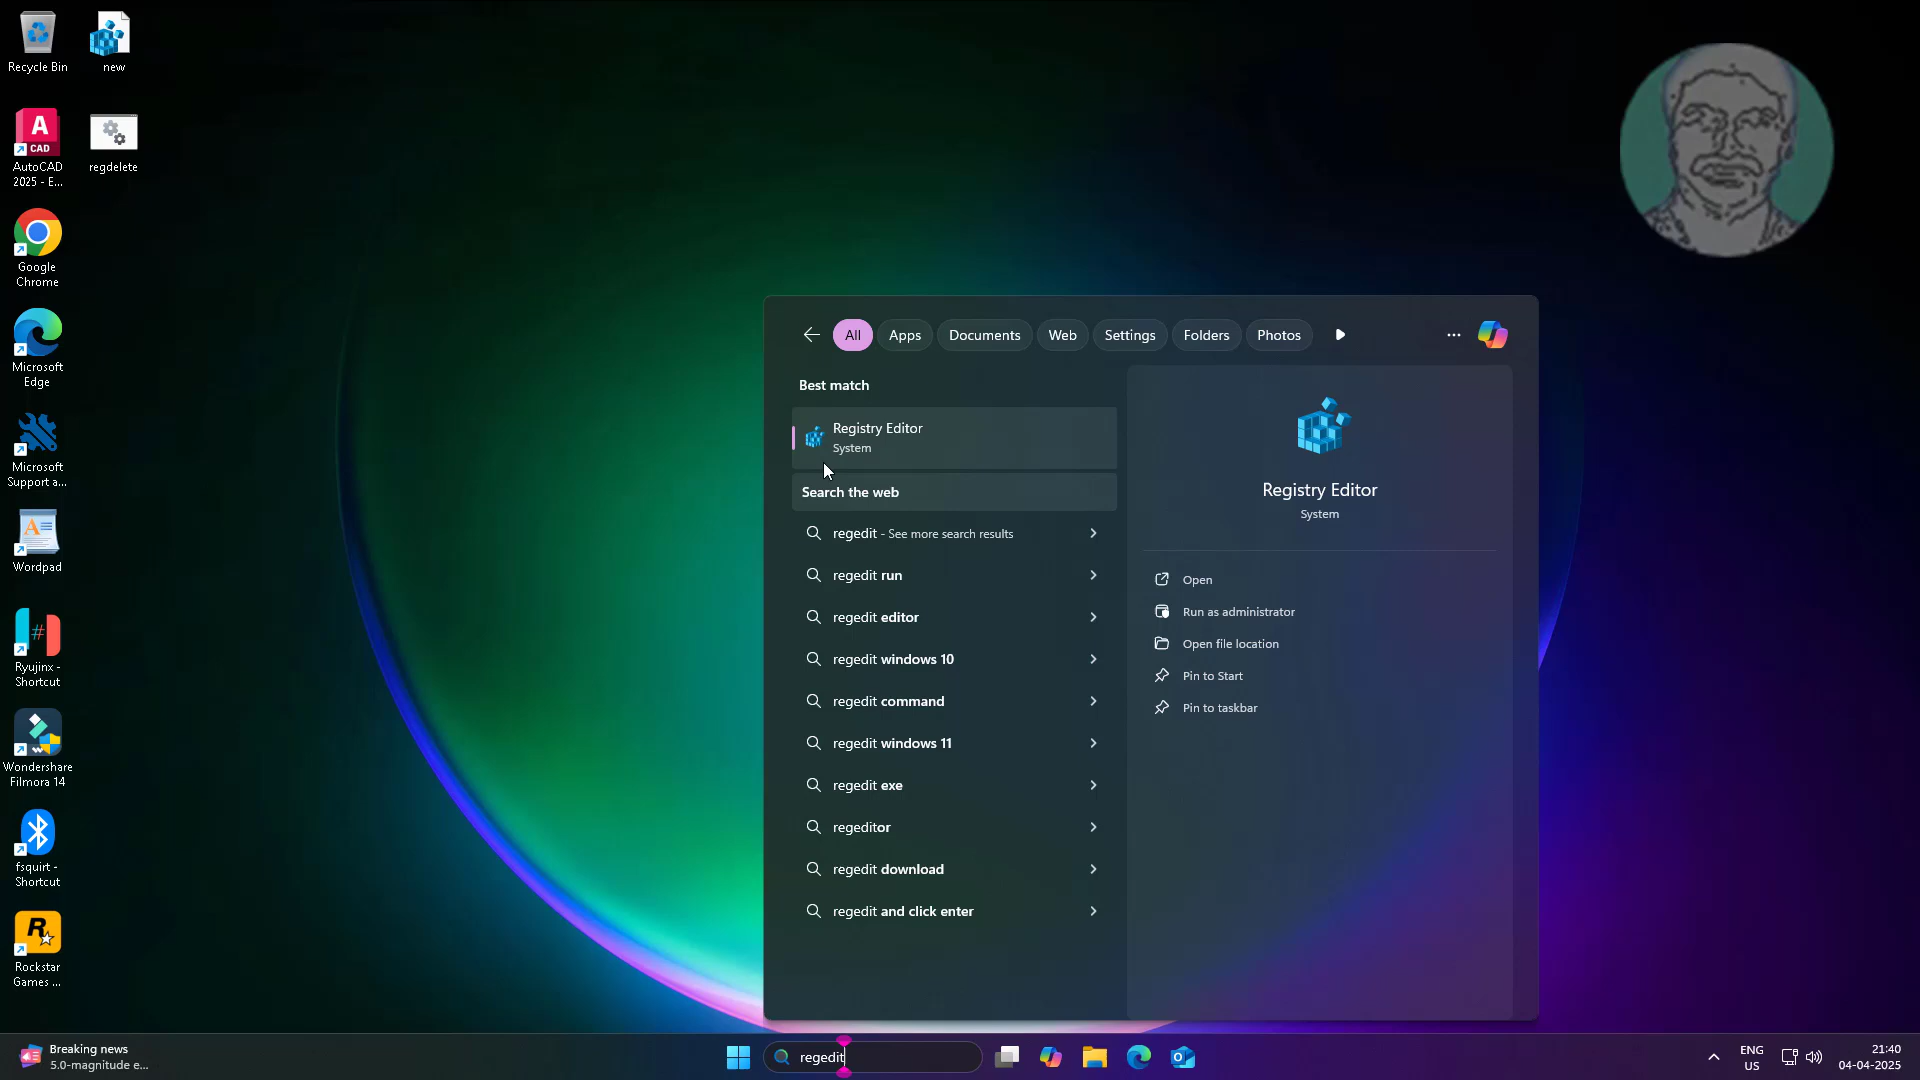 Recycle Bin
new
A
CAD
AutoCAD
2025 - E...
regdelete
Google
Chrome
Microsoft
Edge
Microsoft
Support a...
Wordpad
Ryujinx -
Shortcut
Wondershare
Filmora 14
fsquirt -
Shortcut
R
Rockstar
Games ...
All
Apps
Documents
Web
Settings
Folders
Photos
Best match
Registry Editor
System
Search the web
regedit - See more search results
regedit run
regedit editor
regedit windows 10
regedit command
regedit windows 11
regedit exe
regeditor
regedit download
regedit and click enter
Registry Editor
System
Open
Run as administrator
Open file location
Pin to Start
Pin to taskbar
Breaking news
5.0-magnitude e...
regedit
ENG
US
21:40
04-04-2025